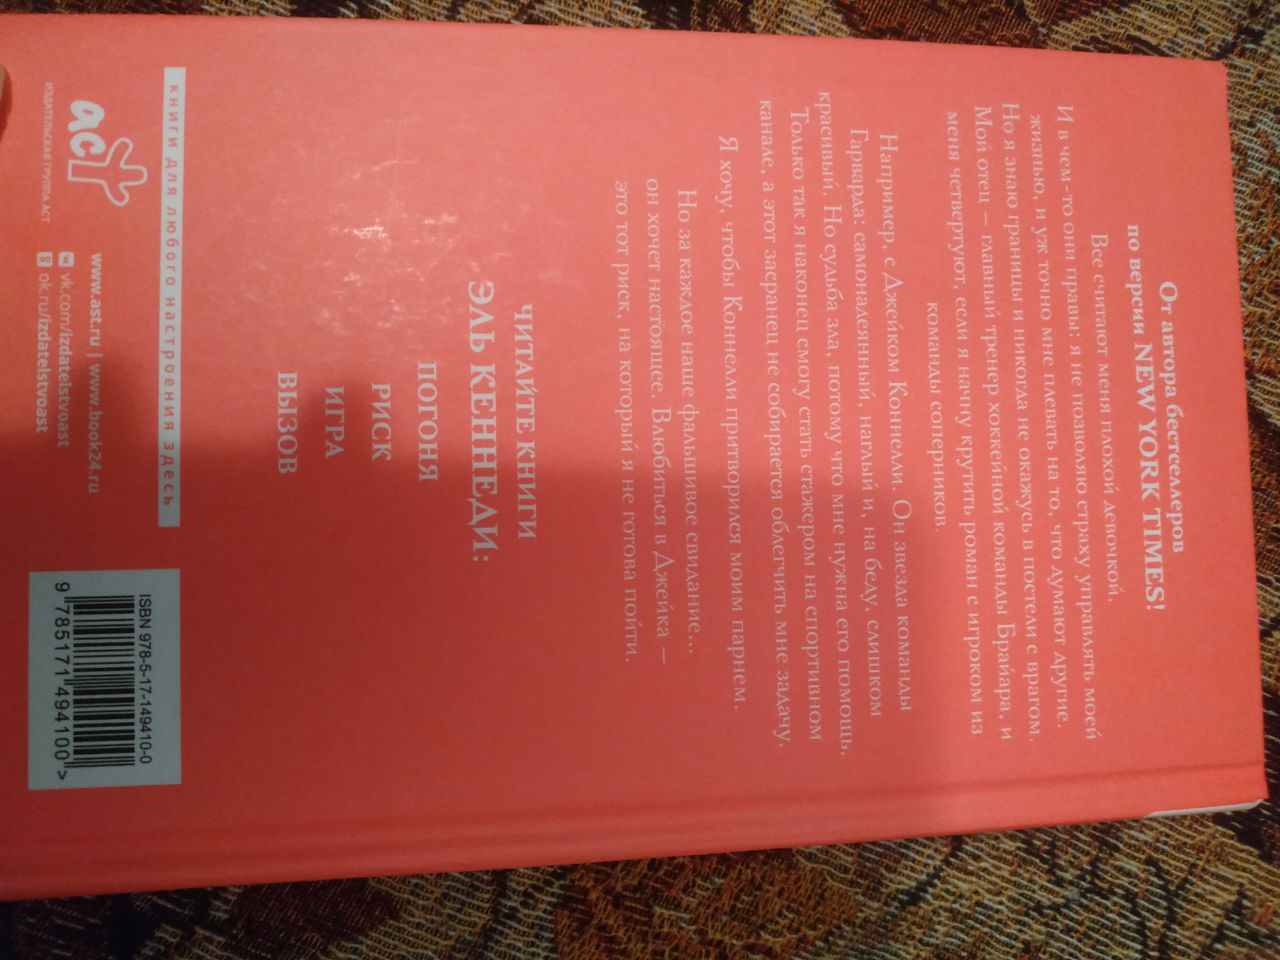 От автора бестселлеров
по версии NEW YORK TIMES!
Все считают меня плохой девочкой.
И в чем-то они правы: я не позволяю страху управлять моей
жизнью, и уж точно мне плевать на то, что думают другие.
Но я знаю границы и никогда не окажусь в постели с врагом.
Мой отец — главный тренер хоккейной команды Брайара, и
меня четвертуют, если я начну крутить роман с игроком из
команды соперников.
Например, с Джейком Коннелли. Он звезда команды
Гарварда: самонадеянный, наглый и, на беду, слишком
красивый. Но судьба зла, потому что мне нужна его помощь.
Только так я наконец смогу стать стажером на спортивном
канале, а этот засранец не собирается облегчить мне задачу.
Я хочу, чтобы Коннелли притворился моим парнем.
Но за каждое наше фальшивое свидание...
он хочет настоящее. Влюбиться в Джейка —
это тот риск, на который я не готова пойти.
ЧИТАЙТЕ КНИГИ
ЭЛЬ КЕННЕДИ:
ПОГОНЯ
РИСК
ИГРА
ВЫЗОВ
книги для любого настроения здесь
аст
ИЗДАТЕЛЬСКАЯ ГРУППА АСТ
www.ast.ru | www.book24.ru
vk.com/izdatelstvoast
ok.ru/izdatelstvoast
ISBN 978-5-17-149410-0
9 785171 494100>